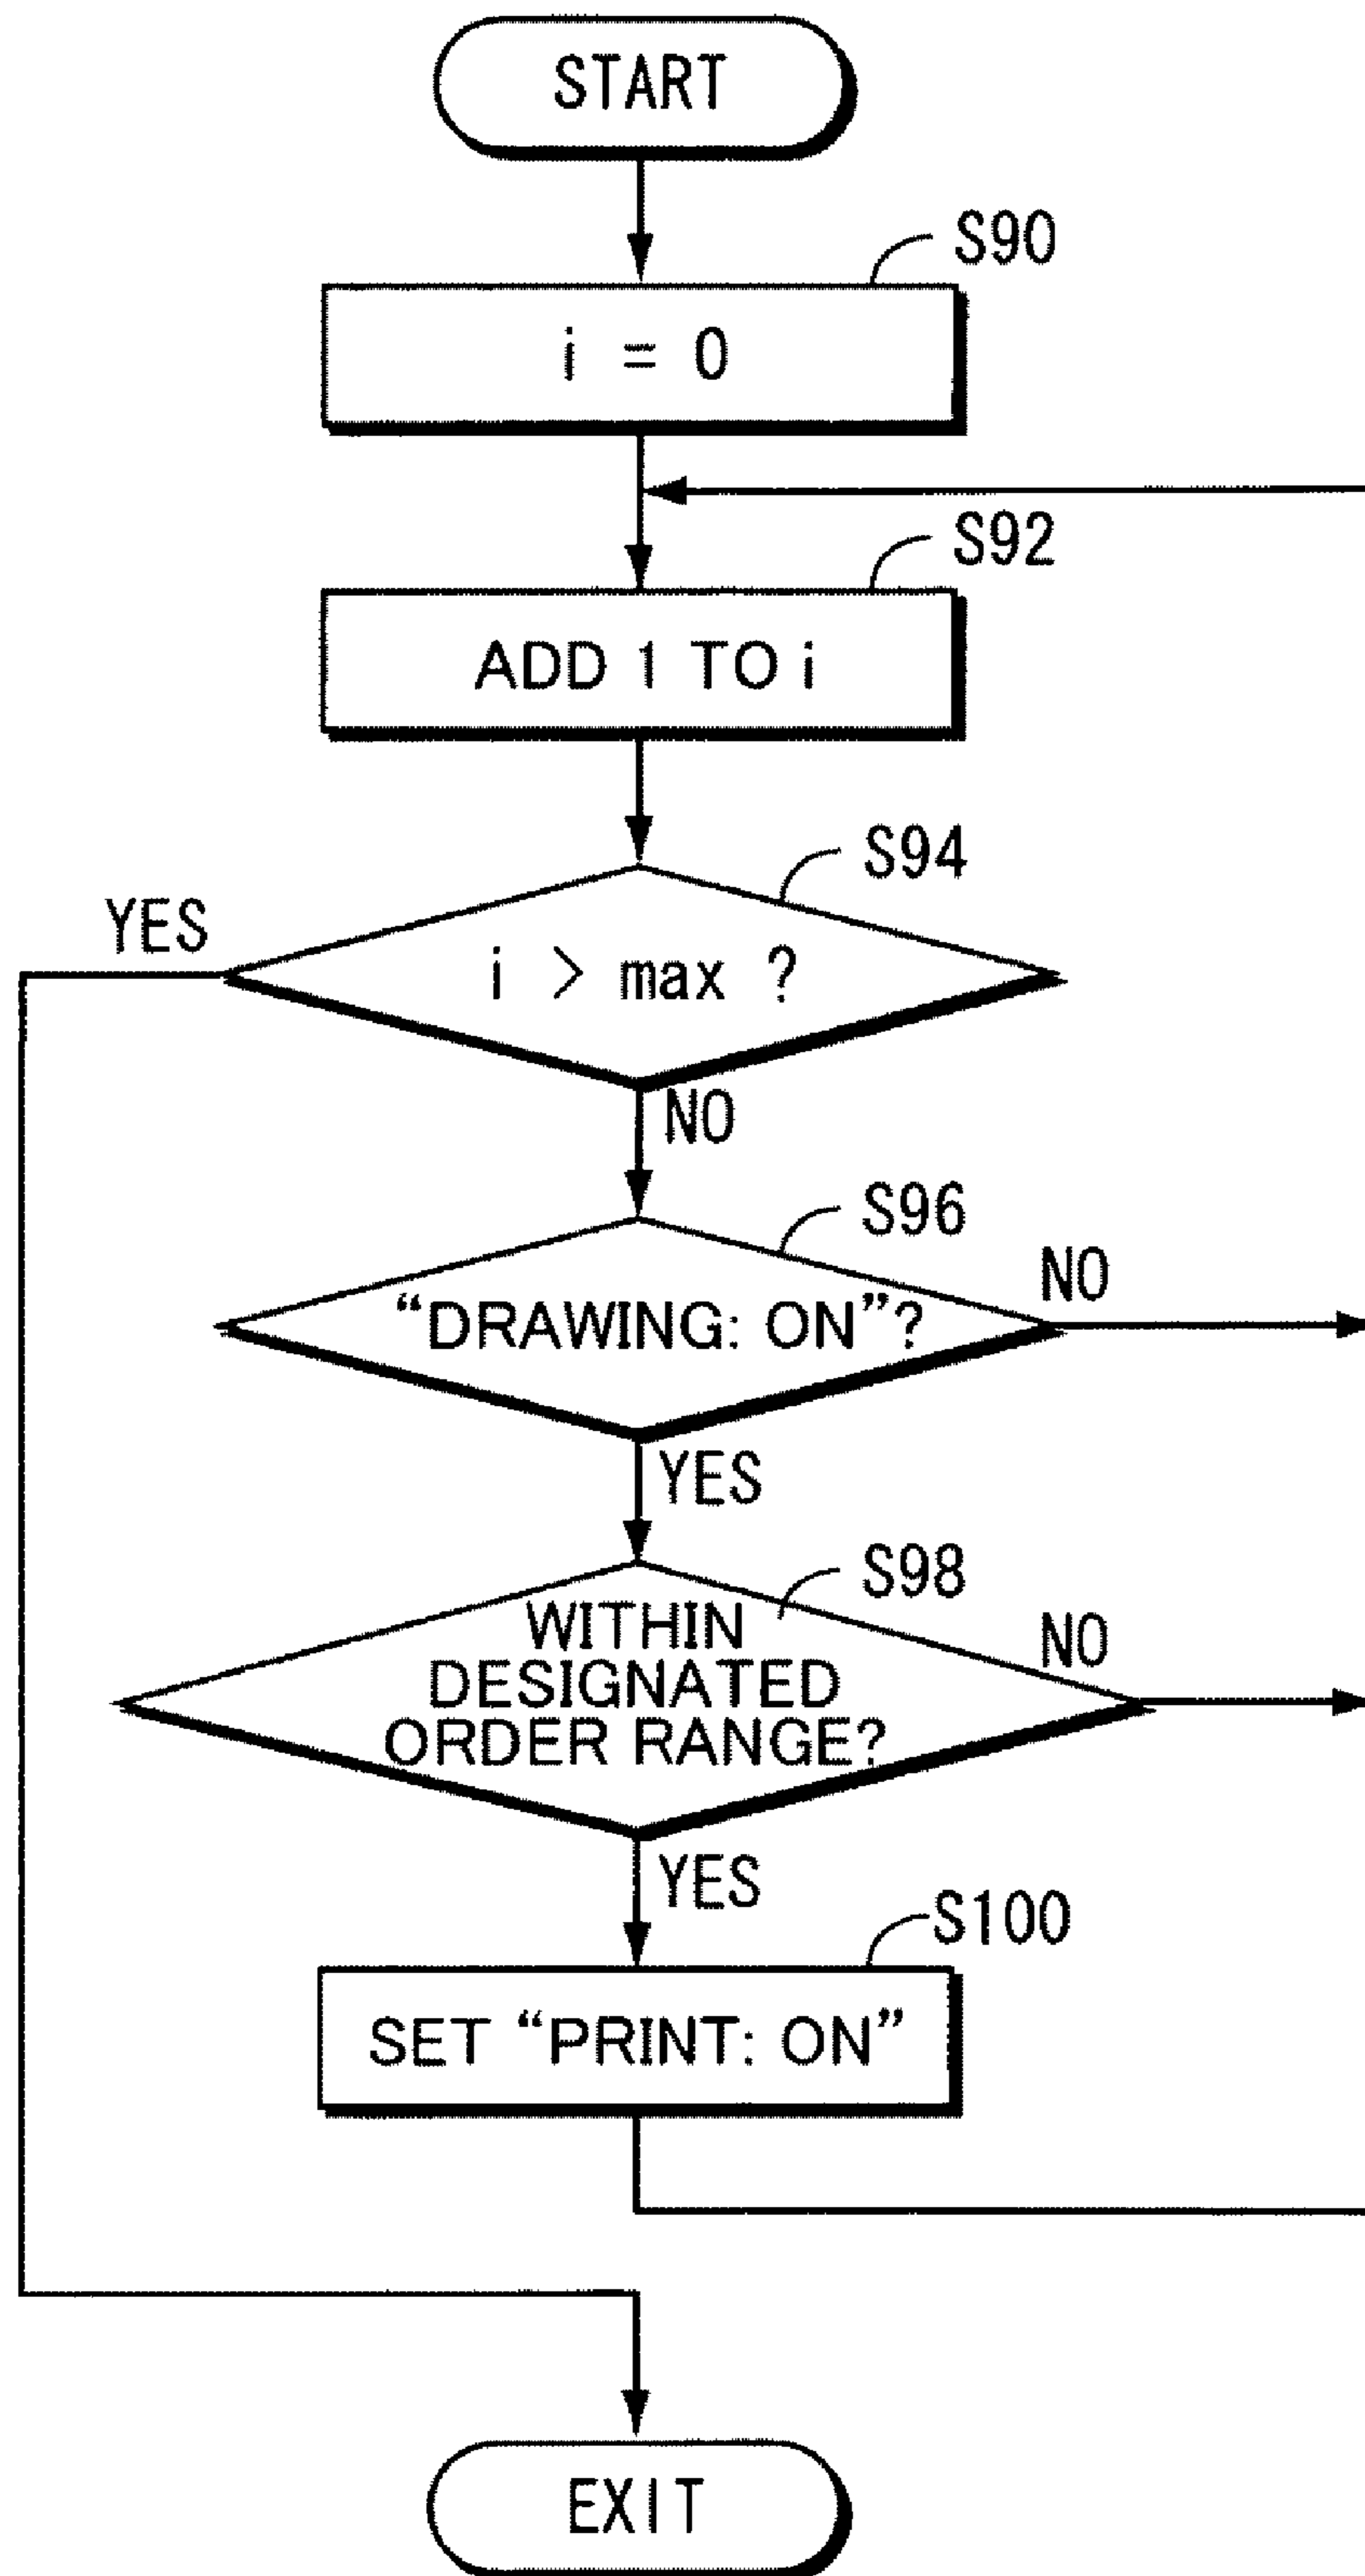 START
S90
i = 0
S92
ADD 1 TO i
S94
YES
i > max ?
NO
S96
NO
“DRAWING: ON”?
YES
S98
NO
WITHIN
DESIGNATED
ORDER RANGE?
YES
S100
SET “PRINT: ON”
EXIT